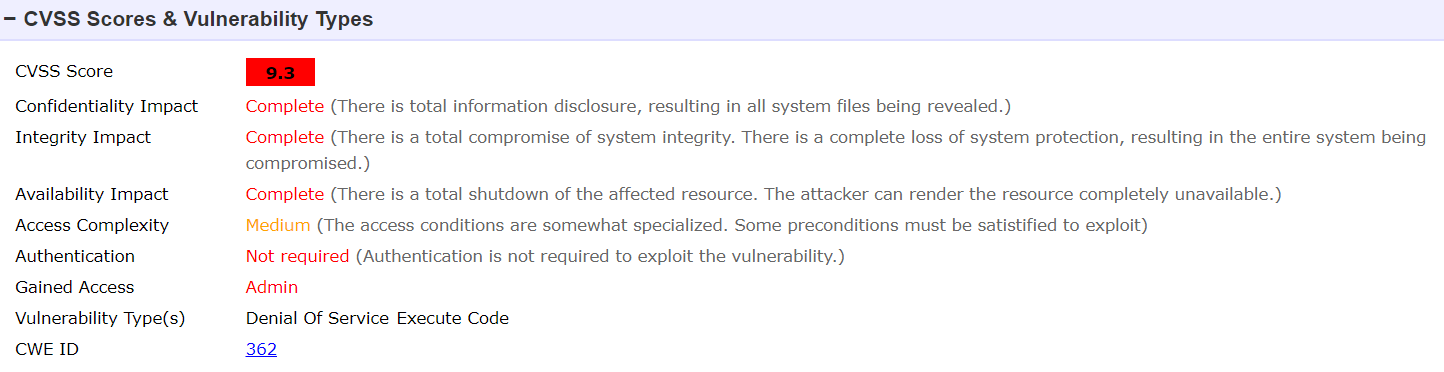 − CVSS Scores & Vulnerability Types
CVSS Score 9.3
Confidentiality Impact Complete (There is total information disclosure, resulting in all system files being revealed.)
Integrity Impact Complete (There is a total compromise of system integrity. There is a complete loss of system protection, resulting in the entire system being
compromised.)
Availability Impact Complete (There is a total shutdown of the affected resource. The attacker can render the resource completely unavailable.)
Access Complexity Medium (The access conditions are somewhat specialized. Some preconditions must be satistified to exploit)
Authentication Not required (Authentication is not required to exploit the vulnerability.)
Gained Access Admin
Vulnerability Type(s) Denial Of Service Execute Code
CWE ID 362